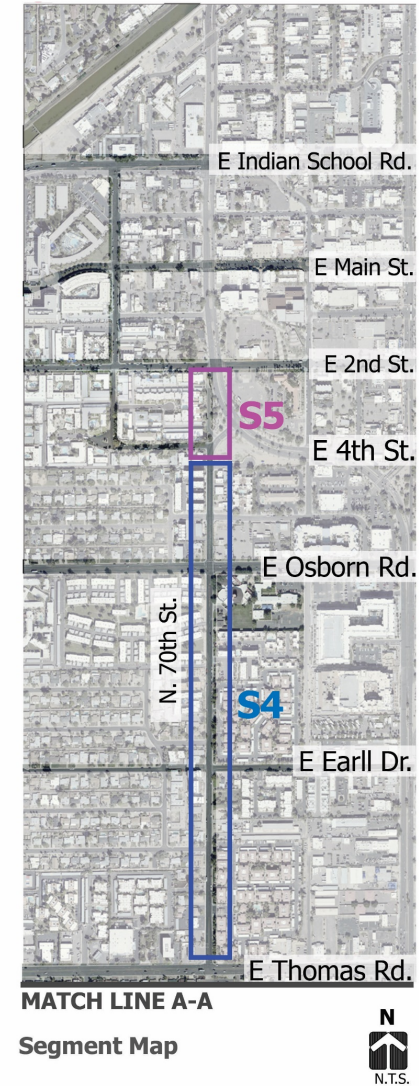 E Indian School Rd.
E Main St.
E 2nd St.
S5
E 4th St.
E Osborn Rd.
N. 70th St.
S4
E Earll Dr.
E Thomas Rd.
MATCH LINE A-A
Segment Map
N
N.T.S.